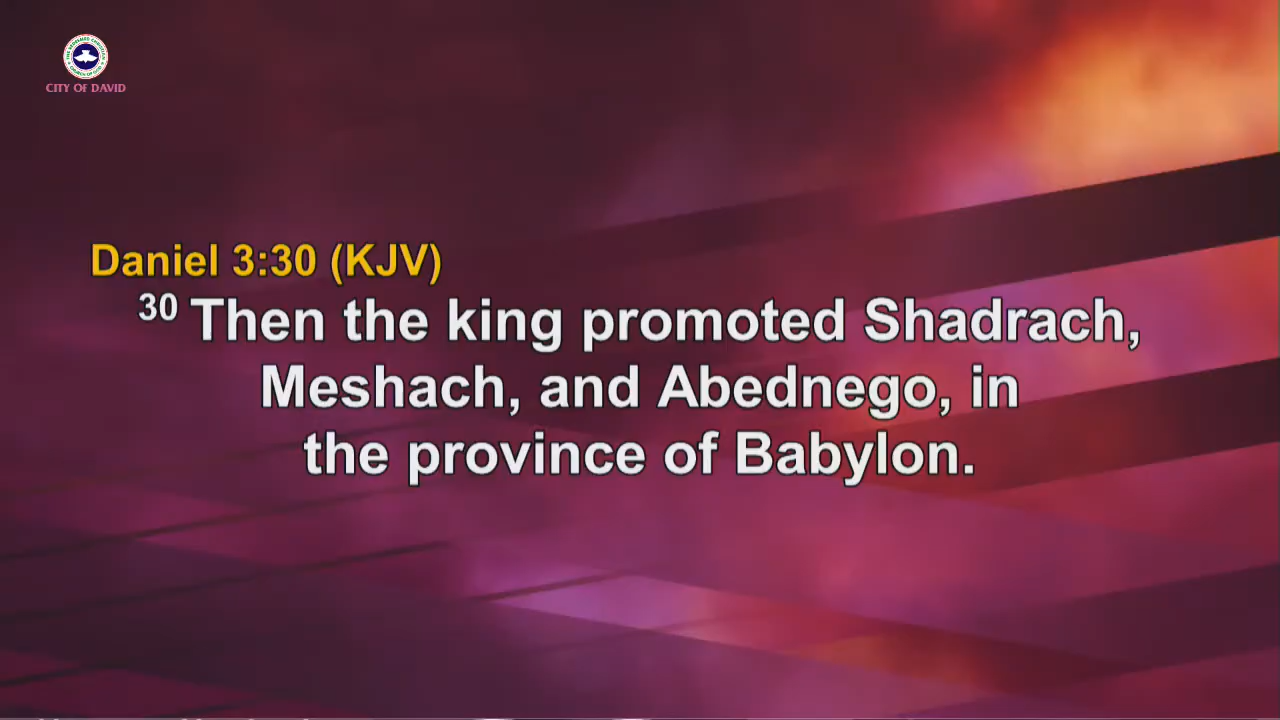 CITY OF DAVID
Daniel 3:30 (KJV)
30 Then the king promoted Shadrach,
Meshach, and Abednego, in
the province of Babylon.